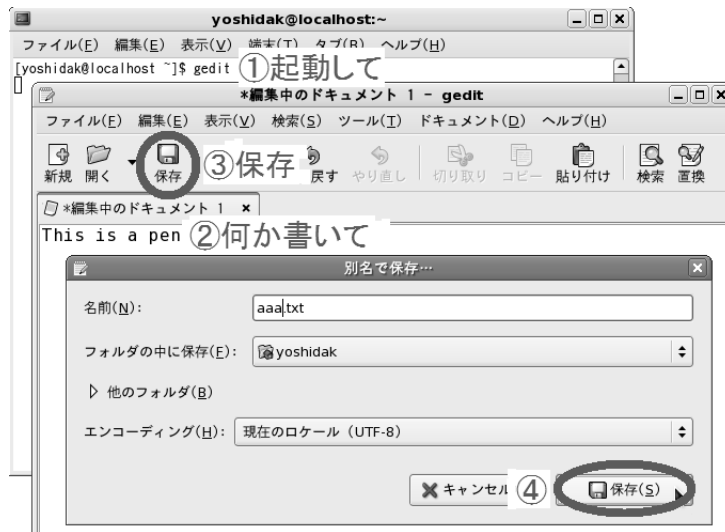 yoshidak@localhost:~
ファイル(F) 編集(E) 表示(V) 端末(T) タブ(B) ヘルプ(H)
[yoshidak@localhost ~]$ gedit
①起動して
*編集中のドキュメント 1 - gedit
ファイル(F) 編集(E) 表示(V) 検索(S) ツール(T) ドキュメント(D) ヘルプ(H)
新規 開く 保存 ③保存 戻す やり直し 切り取り コピー 貼り付け 検索 置換
*編集中のドキュメント 1
This is a pen ②何か書いて
別名で保存…
名前(N): aaa.txt
フォルダの中に保存(F): yoshidak
他のフォルダ(B)
エンコーディング(H): 現在のロケール (UTF-8)
キャンセル ④ 保存(S)